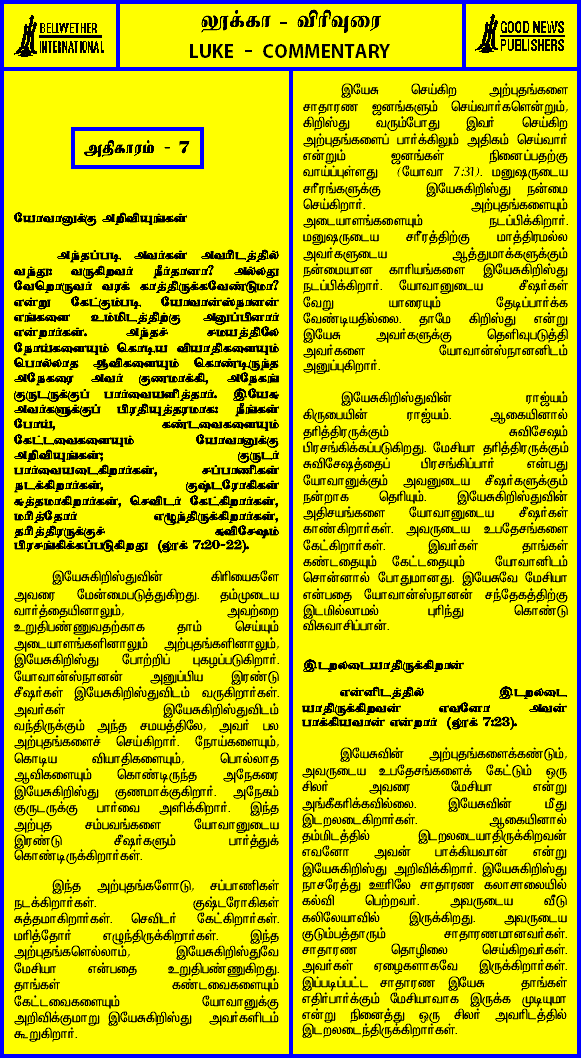 BELWETHER
INTERNATIONAL
லூக்கா - விரிவுரை
LUKE - COMMENTARY
GOOD NEWS
PUBLISHERS
அதிகாரம் - 7
யோவானுக்கு அறிவியுங்கள்
அந்தப்படி அவர்கள் அவரிடத்தில்
வந்து: வருகிறவர் நீர்தானா? அல்லது
வேறொருவர் வரக் காத்திருக்கவேண்டுமா?
என்று கேட்கும்படி யோவான்ஸ்நானன்
எங்களை உம்மிடத்திற்கு அனுப்பினார்
என்றார்கள். அந்தச் சமயத்திலே
நோய்களையும் கொடிய வியாதிகளையும்
பொல்லாத ஆவிகளையும் கொண்டிருந்த
அநேகரை அவர் குணமாக்கி, அநேகங்
குருடருக்குப் பார்வையளித்தார். இயேசு
அவர்களுக்குப் பிரதியுத்தரமாக: நீங்கள்
போய், கண்டவைகளையும்
கேட்டவைகளையும் யோவானுக்கு
அறிவியுங்கள்; குருடர்
பார்வையடைகிறார்கள், சப்பாணிகள்
நடக்கிறார்கள், குஷ்டரோகிகள்
சுத்தமாகிறார்கள், செவிடர் கேட்கிறார்கள்,
மரித்தோர் எழுந்திருக்கிறார்கள்,
தரித்திரருக்குச் சுவிசேஷம்
பிரசங்கிக்கப்படுகிறது (லூக் 7:20-22).
இயேசுகிறிஸ்துவின் கிரியைகளே
அவரை மேன்மைபடுத்துகிறது. தம்முடைய
வார்த்தையினாலும், அவற்றை
உறுதிபண்ணுவதற்காக தாம் செய்யும்
அடையாளங்களினாலும் அற்புதங்களினாலும்,
இயேசுகிறிஸ்து போற்றிப் புகழப்படுகிறார்.
யோவான்ஸ்நானன் அனுப்பிய இரண்டு
சீஷர்கள் இயேசுகிறிஸ்துவிடம் வருகிறார்கள்.
அவர்கள் இயேசுகிறிஸ்துவிடம்
வந்திருக்கும் அந்த சமயத்திலே, அவர் பல
அற்புதங்களைச் செய்கிறார். நோய்களையும்,
கொடிய வியாதிகளையும், பொல்லாத
ஆவிகளையும் கொண்டிருந்த அநேகரை
இயேசுகிறிஸ்து குணமாக்குகிறார். அநேகம்
குருடருக்கு பார்வை அளிக்கிறார். இந்த
அற்புத சம்பவங்களை யோவானுடைய
இரண்டு சீஷர்களும் பார்த்துக்
கொண்டிருக்கிறார்கள்.
இந்த அற்புதங்களோடு, சப்பாணிகள்
நடக்கிறார்கள். குஷ்டரோகிகள்
சுத்தமாகிறார்கள். செவிடர் கேட்கிறார்கள்.
மரித்தோர் எழுந்திருக்கிறார்கள். இந்த
அற்புதங்களெல்லாம், இயேசுகிறிஸ்துவே
மேசியா என்பதை உறுதிபண்ணுகிறது.
தாங்கள் கண்டவைகளையும்
கேட்டவைகளையும் யோவானுக்கு
அறிவிக்குமாறு இயேசுகிறிஸ்து அவர்களிடம்
கூறுகிறார்.
இயேசு செய்கிற அற்புதங்களை
சாதாரண ஜனங்களும் செய்வார்களென்றும்,
கிறிஸ்து வரும்போது இவர் செய்கிற
அற்புதங்களைப் பார்க்கிலும் அதிகம் செய்வார்
என்றும் ஜனங்கள் நினைப்பதற்கு
வாய்ப்புள்ளது (யோவா 7:31). மனுஷருடைய
சரீரங்களுக்கு இயேசுகிறிஸ்து நன்மை
செய்கிறார். அற்புதங்களையும்
அடையாளங்களையும் நடப்பிக்கிறார்.
மனுஷருடைய சரீரத்திற்கு மாத்திரமல்ல
அவர்களுடைய ஆத்துமாக்களுக்கும்
நன்மையான காரியங்களை இயேசுகிறிஸ்து
நடப்பிக்கிறார். யோவானுடைய சீஷர்கள்
வேறு யாரையும் தேடிப்பார்க்க
வேண்டியதில்லை. தாமே கிறிஸ்து என்று
இயேசு அவர்களுக்கு தெளிவுபடுத்தி
அவர்களை யோவான்ஸ்நானனிடம்
அனுப்புகிறார்.
இயேசுகிறிஸ்துவின் ராஜ்யம்
கிருபையின் ராஜ்யம். ஆகையினால்
தரித்திரருக்கும் சுவிசேஷம்
பிரசங்கிக்கப்படுகிறது. மேசியா தரித்திரருக்கும்
சுவிசேஷத்தைப் பிரசங்கிப்பார் என்பது
யோவானுக்கும் அவனுடைய சீஷர்களுக்கும்
நன்றாக தெரியும். இயேசுகிறிஸ்துவின்
அதிசயங்களை யோவானுடைய சீஷர்கள்
காண்கிறார்கள். அவருடைய உபதேசங்களை
கேட்கிறார்கள். இவர்கள் தாங்கள்
கண்டதையும் கேட்டதையும் யோவானிடம்
சொன்னால் போதுமானது. இயேசுவே மேசியா
என்பதை யோவான்ஸ்நானன் சந்தேகத்திற்கு
இடமில்லாமல் புரிந்து கொண்டு
விசுவாசிப்பான்.
இடறலடையாதிருக்கிறான்
என்னிடத்தில் இடறலடை
யாதிருக்கிறவன் எவனோ அவன்
பாக்கியவான் என்றார் (லூக் 7:23).
இயேசுவின் அற்புதங்களைக்கண்டும்,
அவருடைய உபதேசங்களைக் கேட்டும் ஒரு
சிலர் அவரை மேசியா என்று
அங்கீகரிக்கவில்லை. இயேசுவின் மீது
இடறலடைகிறார்கள். ஆகையினால்
தம்மிடத்தில் இடறலடையாதிருக்கிறவன்
எவனோ அவன் பாக்கியவான் என்று
இயேசுகிறிஸ்து அறிவிக்கிறார். இயேசுகிறிஸ்து
நாசரேத்து ஊரிலே சாதாரண கலாசாலையில்
கல்வி பெற்றவர். அவருடைய வீடு
கலிலேயாவில் இருக்கிறது. அவருடைய
குடும்பத்தாரும் சாதாரணமானவர்கள்.
சாதாரண தொழிலை செய்கிறவர்கள்.
அவர்கள் ஏழைகளாகவே இருக்கிறார்கள்.
இப்படிப்பட்ட சாதாரண இயேசு தாங்கள்
எதிர்பார்க்கும் மேசியாவாக இருக்க முடியுமா
என்று நினைத்து ஒரு சிலர் அவரிடத்தில்
இடறலடைந்திருக்கிறார்கள்.